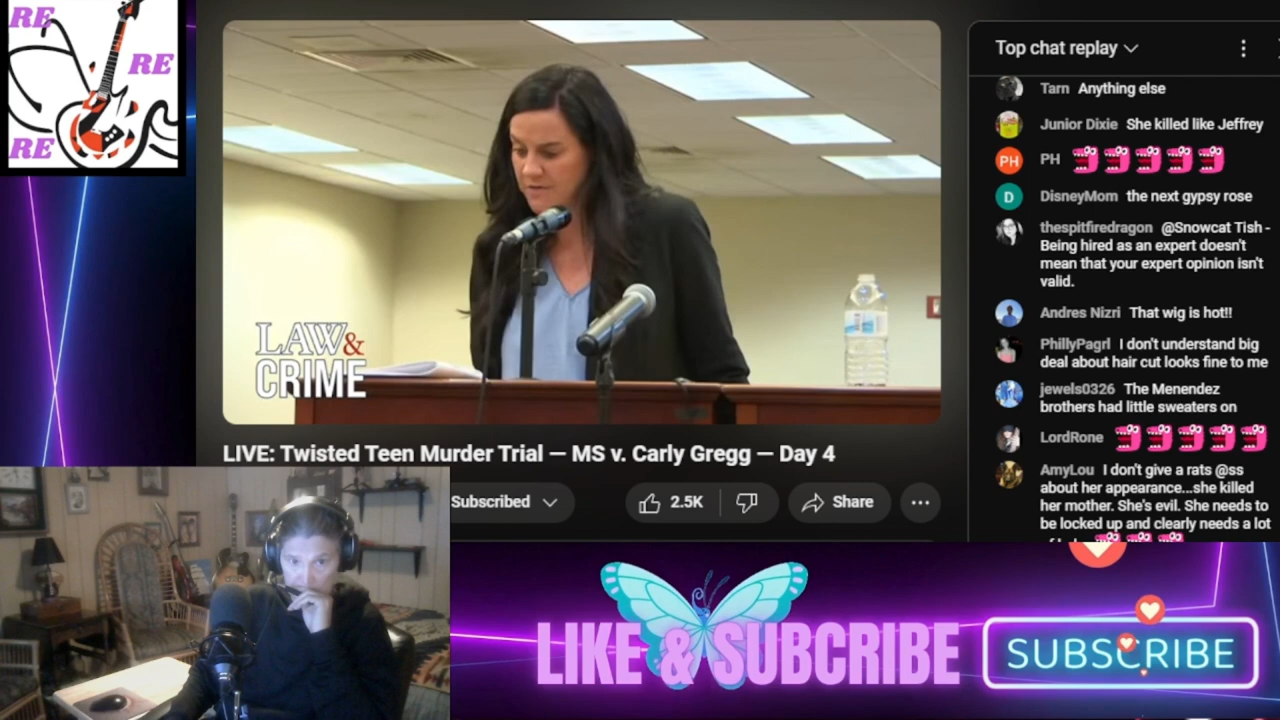 RE
RE
RE
LAW&
CRIME
LIVE: Twisted Teen Murder Trial — MS v. Carly Gregg — Day 4
Subscribed
2.5K
Share
Top chat replay
Tarn Anything else
Junior Dixie She killed like Jeffrey
PH PH
D DisneyMom the next gypsy rose
thespitfiredragon @Snowcat Tish -
Being hired as an expert doesn't
mean that your expert opinion isn't
valid.
Andres Nizri That wig is hot!!
PhillyPagrl I don't understand big
deal about hair cut looks fine to me
jewels0326 The Menendez
brothers had little sweaters on
LordRone
AmyLou I don't give a rats @ss
about her appearance...she killed
her mother. She's evil. She needs to
be locked up and clearly needs a lot
LIKE & SUBCRIBE
SUBSCRIBE